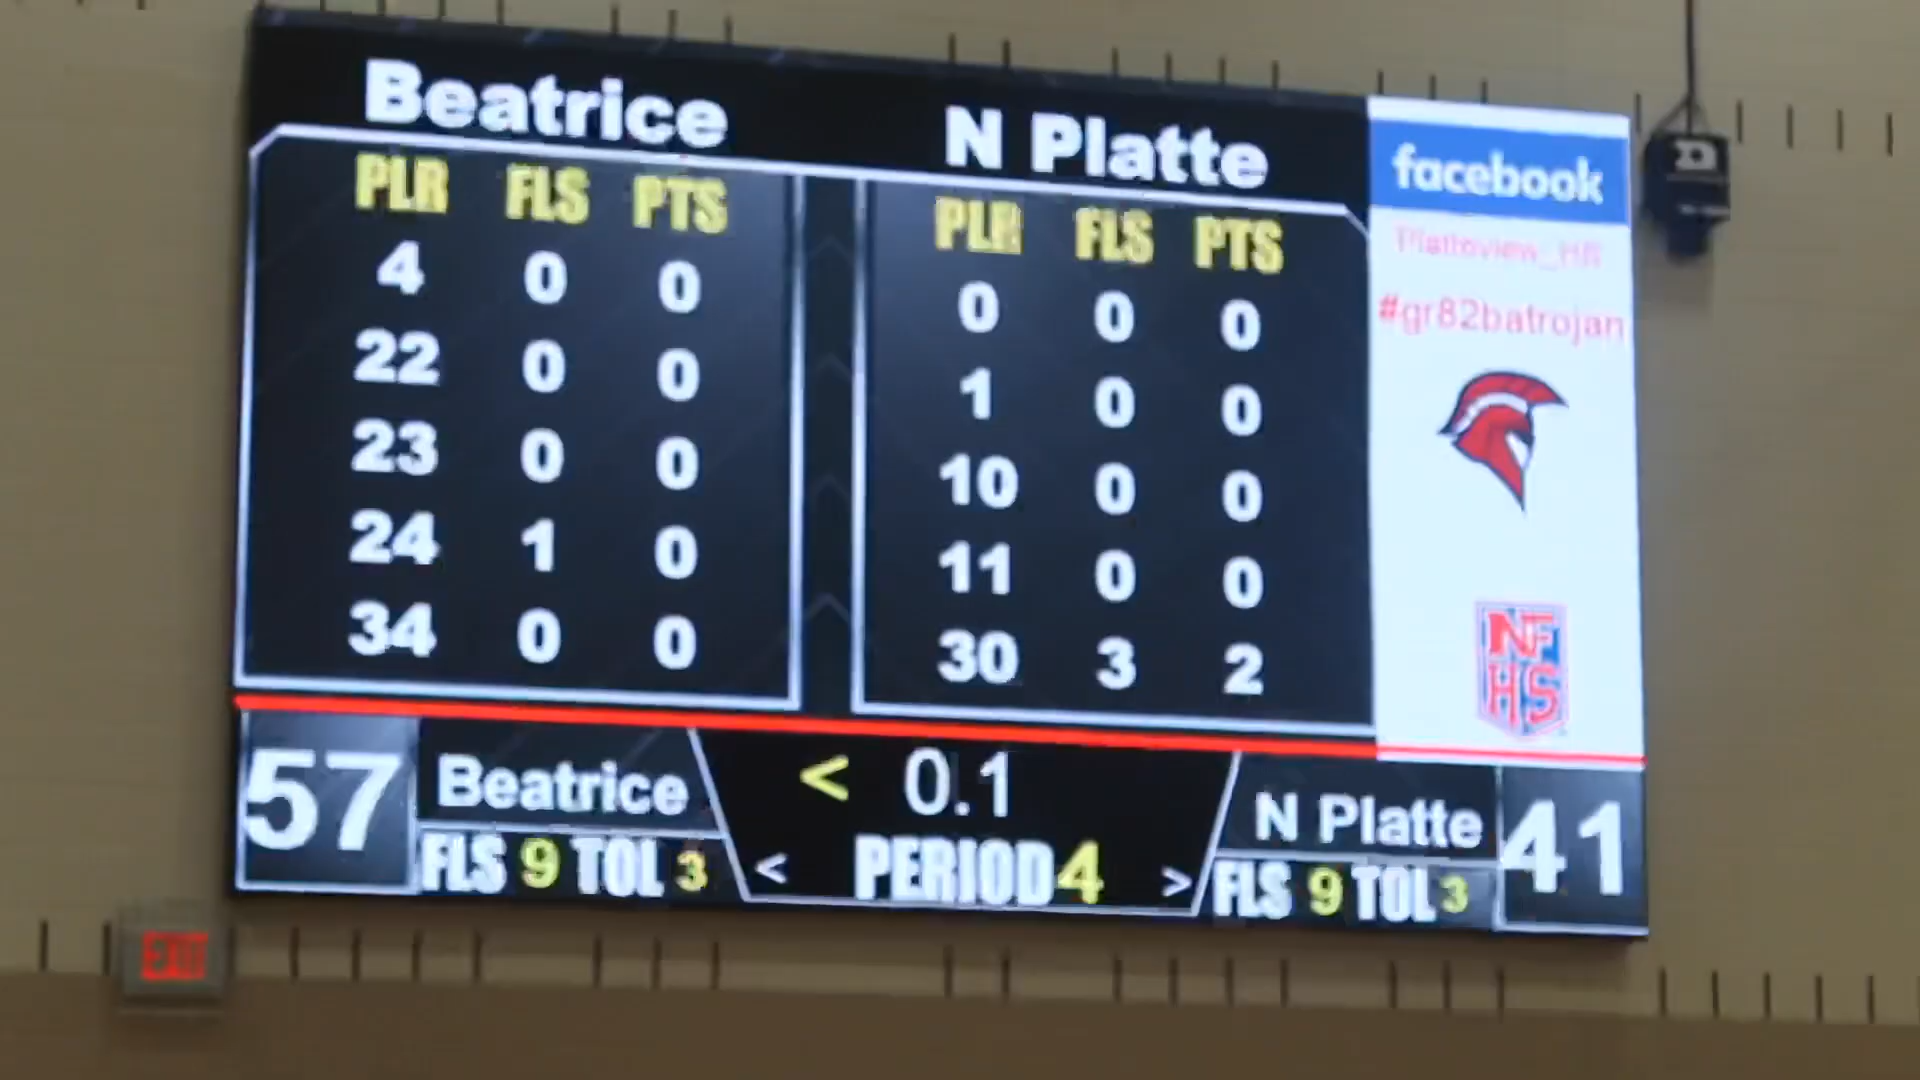 Beatrice
PLR FLS PTS
4 0 0
22 0 0
23 0 0
24 1 0
34 0 0
N Platte
PLR FLS PTS
0 0 0
1 0 0
10 0 0
11 0 0
30 3 2
facebook
Platteview_HS
#gr82batrojan
NF
HS
57 Beatrice
FLS 9 TOL 3
< 0.1
< PERIOD 4 >
N Platte 41
FLS 9 TOL 3
EXIT